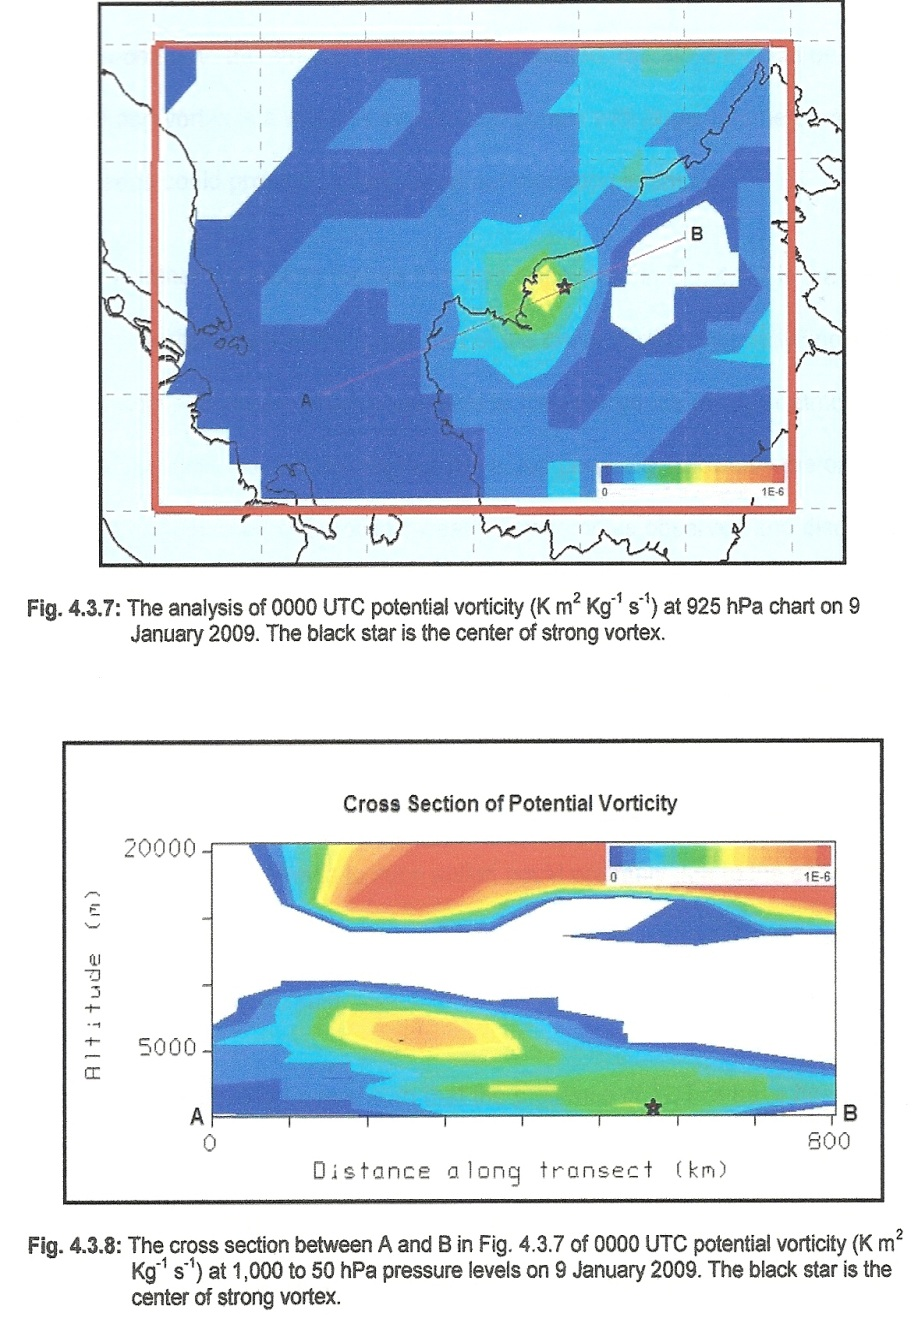 B
A
0
1E-6
Fig. 4.3.7: The analysis of 0000 UTC potential vorticity (K m² Kg⁻¹ s⁻¹) at 925 hPa chart on 9
January 2009. The black star is the center of strong vortex.
Cross Section of Potential Vorticity
20000
0
1E-6
Altitude (m)
5000
A
B
0
800
Distance along transect (km)
Fig. 4.3.8: The cross section between A and B in Fig. 4.3.7 of 0000 UTC potential vorticity (K m²
Kg⁻¹ s⁻¹) at 1,000 to 50 hPa pressure levels on 9 January 2009. The black star is the
center of strong vortex.